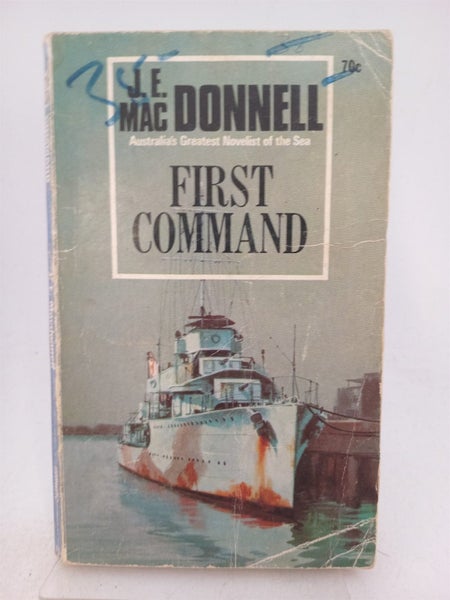 70c
J. E.
MAC DONNELL
Australia's Greatest Novelist of the Sea
FIRST
COMMAND